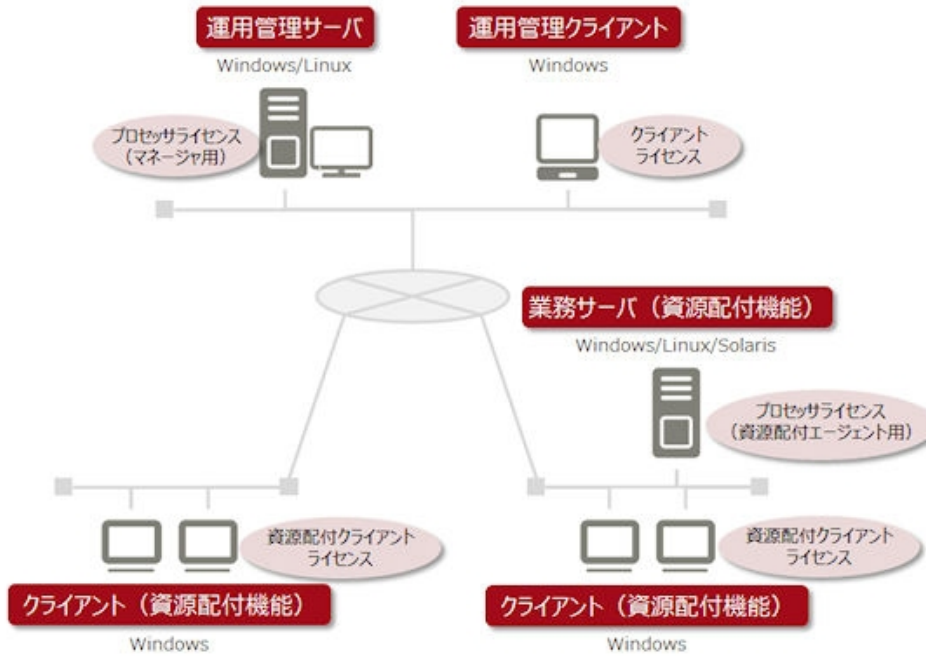 運用管理サーバ
運用管理クライアント
Windows/Linux
Windows
プロセッサライセンス
(マネージャ用)
クライアント
ライセンス
業務サーバ(資源配付機能)
Windows/Linux/Solaris
プロセッサライセンス
(資源配付エージェント用)
資源配付クライアント
ライセンス
資源配付クライアント
ライセンス
クライアント(資源配付機能)
クライアント(資源配付機能)
Windows
Windows